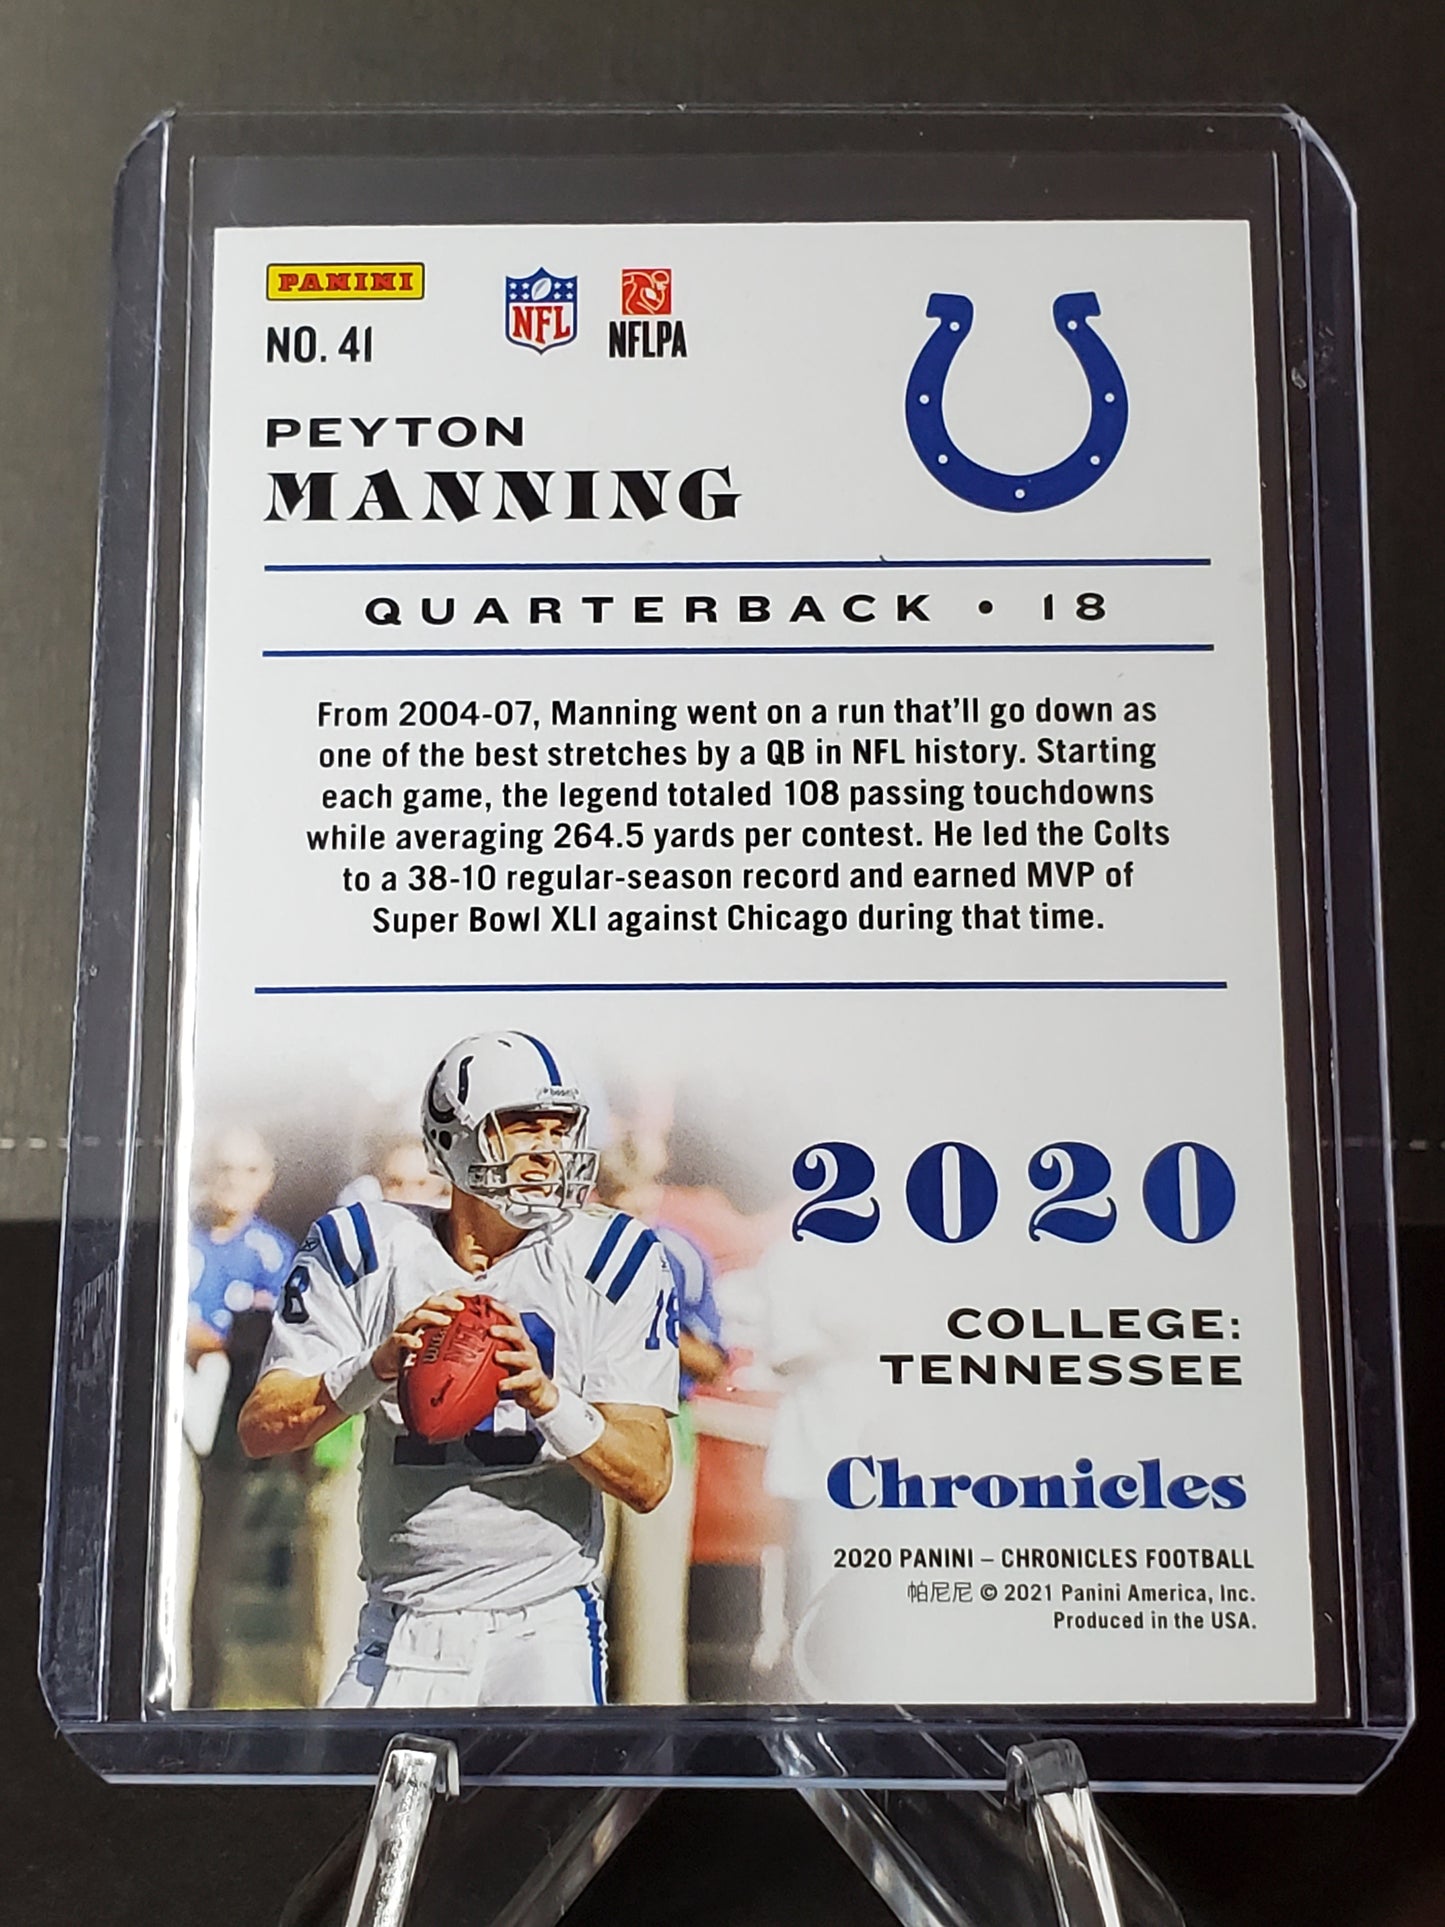 PANINI
NO. 41
NFL
NFLPA
PEYTON
MANNING
QUARTERBACK • 18
From 2004-07, Manning went on a run that'll go down as
one of the best stretches by a QB in NFL history. Starting
each game, the legend totaled 108 passing touchdowns
while averaging 264.5 yards per contest. He led the Colts
to a 38-10 regular-season record and earned MVP of
Super Bowl XLI against Chicago during that time.
18
2020
COLLEGE:
TENNESSEE
Chronicles
2020 PANINI – CHRONICLES FOOTBALL
帕尼尼 © 2021 Panini America, Inc.
Produced in the USA.